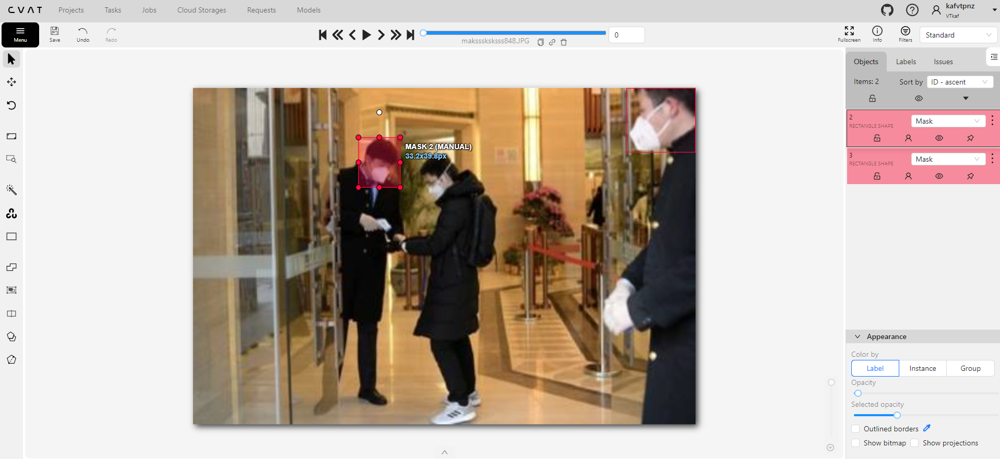 CVAT
Projects
Tasks
Jobs
Cloud Storages
Requests
Models
kafvtpnz
VTkaf
Menu
Save
Undo
Redo
maksssksksss848.JPG
0
Fullscreen
Info
Filters
Standard
Objects
Labels
Issues
Items: 2
Sort by
ID - ascent
2
RECTANGLE SHAPE
Mask
3
RECTANGLE SHAPE
Mask
MASK 2 (MANUAL)
33.2x39.8px
Appearance
Color by
Label
Instance
Group
Opacity
Selected opacity
Outlined borders
Show bitmap
Show projections